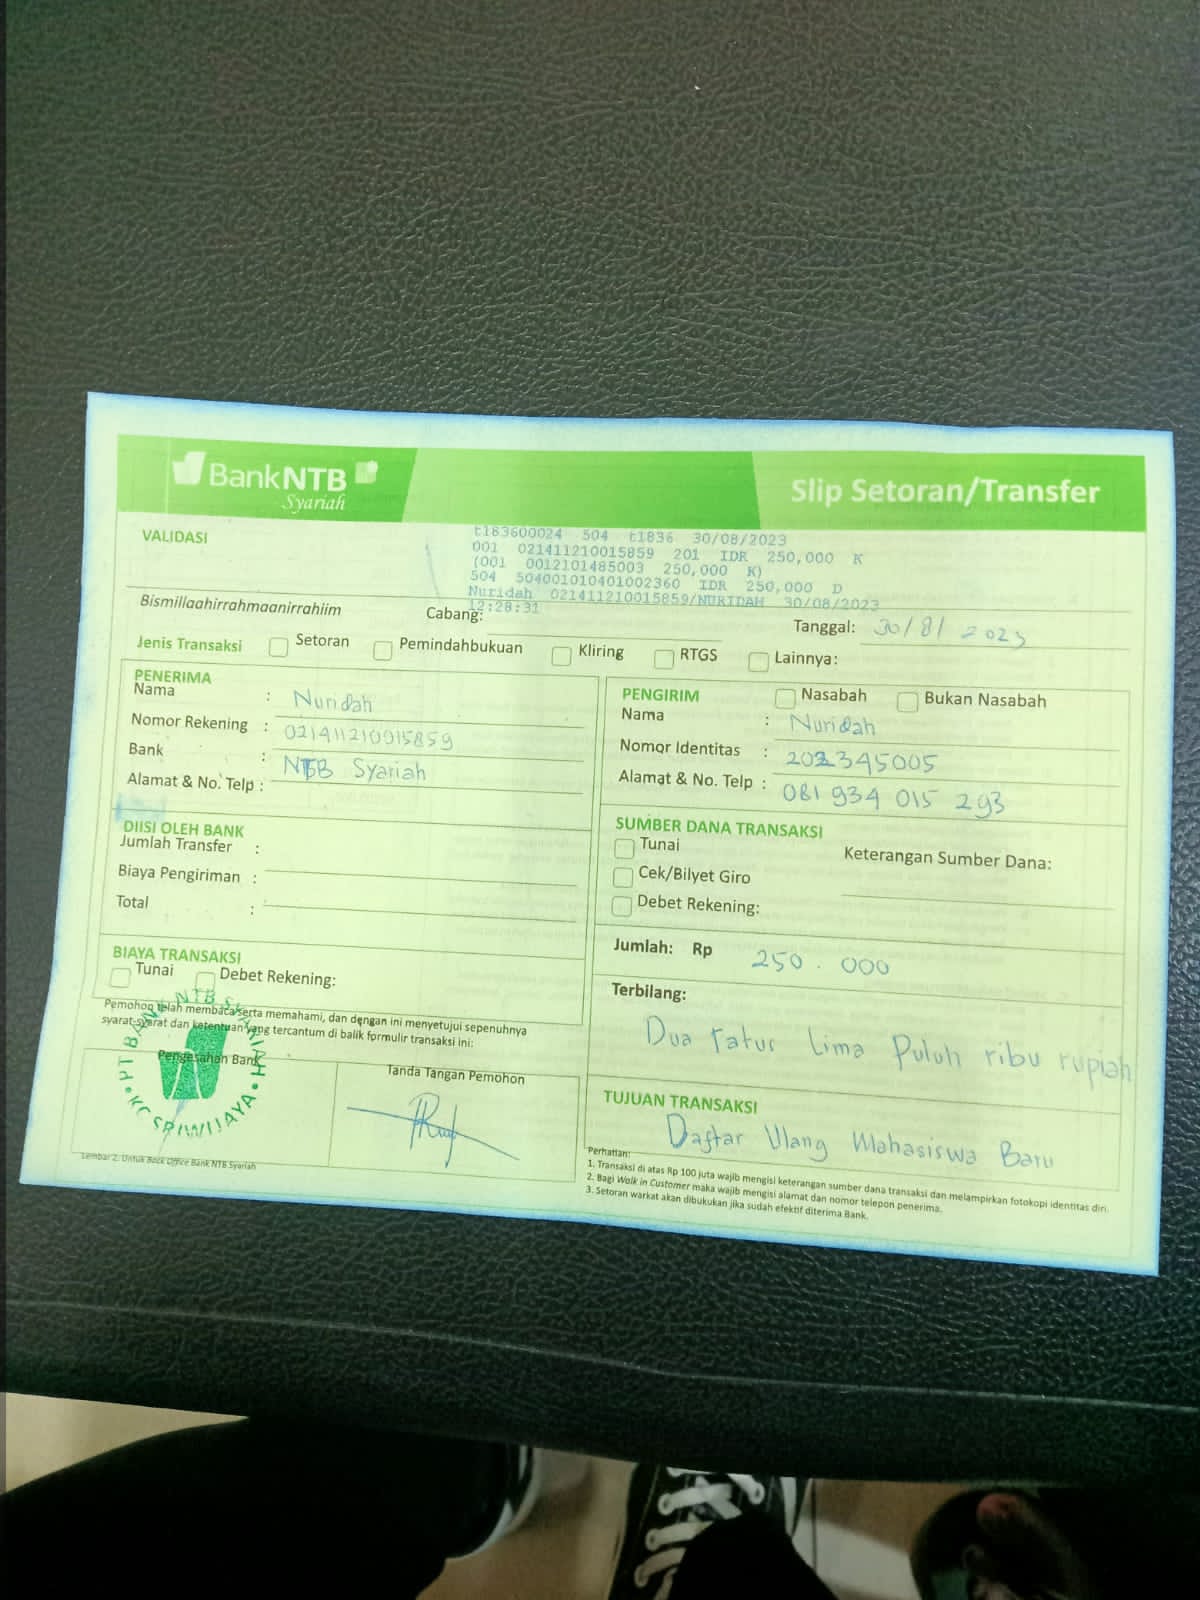 BankNTB
Syariah
Slip Setoran/Transfer
VALIDASI
t183600024 504 t1836 30/08/2023
001 021411210015859 201 IDR 250,000 K
(001 0012101485003 250,000 K)
504 504001010401002360 IDR 250,000 D
Nuridah 021411210015859/NURIDAH 30/08/2023
12:28:31
Bismillaahirrahmaanirrahiim
Cabang:
Tanggal: 30/8/ 2023
Jenis Transaksi Setoran Pemindahbukuan Kliring RTGS Lainnya:
PENERIMA
Nama : Nuridah
Nomor Rekening : 021411210015859
Bank : NTB Syariah
Alamat & No. Telp :
DIISI OLEH BANK
Jumlah Transfer :
Biaya Pengiriman :
Total :
BIAYA TRANSAKSI
Tunai Debet Rekening:
Pemohon telah membaca serta memahami, dan dengan ini menyetujui sepenuhnya
syarat-syarat dan ketentuan yang tercantum di balik formulir transaksi ini:
Pengesahan Bank
PT BANK NTB SYARIAH
KC SRIWIJAYA
Tanda Tangan Pemohon
Lembar 2: Untuk Back Office Bank NTB Syariah
PENGIRIM Nasabah Bukan Nasabah
Nama : Nuridah
Nomor Identitas : 202345005
Alamat & No. Telp : 081 934 015 293
SUMBER DANA TRANSAKSI
Tunai
Keterangan Sumber Dana:
Cek/Bilyet Giro
Debet Rekening:
Jumlah: Rp 250.000
Terbilang:
Dua ratus Lima Puluh ribu rupiah
TUJUAN TRANSAKSI
Daftar Ulang Mahasiswa Baru
Perhatian:
1. Transaksi di atas Rp 100 juta wajib mengisi keterangan sumber dana transaksi dan melampirkan fotokopi identitas diri.
2. Bagi Walk in Customer maka wajib mengisi alamat dan nomor telepon penerima.
3. Setoran warkat akan dibukukan jika sudah efektif diterima Bank.